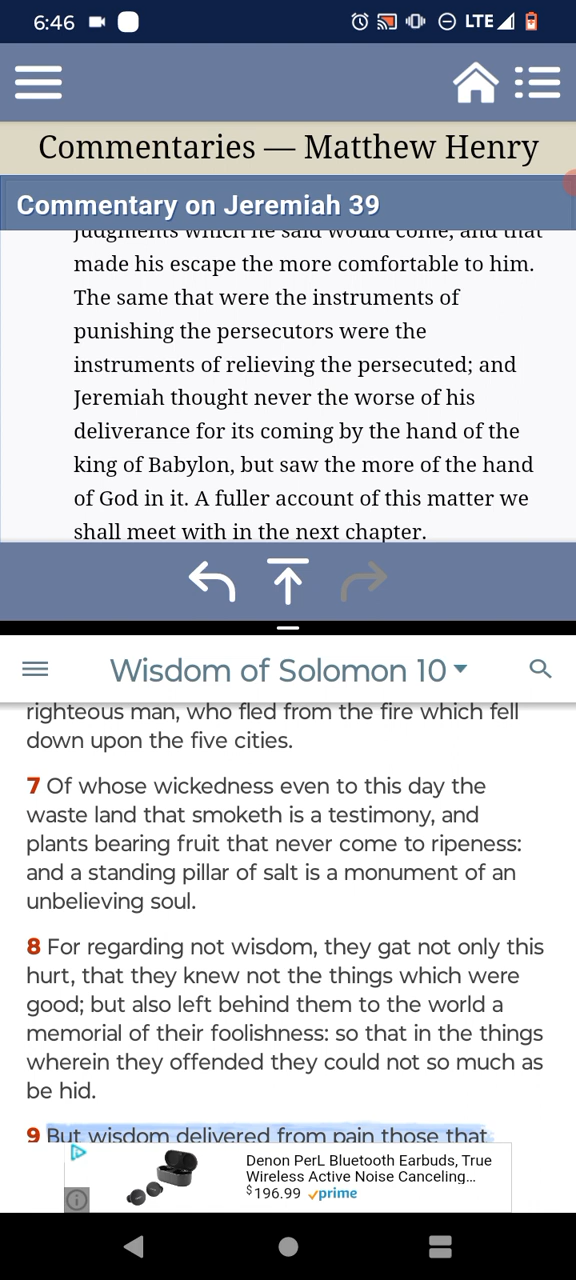 6:46
LTE
Commentaries — Matthew Henry
Commentary on Jeremiah 39
judgments which he said would come, and that
made his escape the more comfortable to him.
The same that were the instruments of
punishing the persecutors were the
instruments of relieving the persecuted; and
Jeremiah thought never the worse of his
deliverance for its coming by the hand of the
king of Babylon, but saw the more of the hand
of God in it. A fuller account of this matter we
shall meet with in the next chapter.
Wisdom of Solomon 10
righteous man, who fled from the fire which fell
down upon the five cities.
7 Of whose wickedness even to this day the
waste land that smoketh is a testimony, and
plants bearing fruit that never come to ripeness:
and a standing pillar of salt is a monument of an
unbelieving soul.
8 For regarding not wisdom, they gat not only this
hurt, that they knew not the things which were
good; but also left behind them to the world a
memorial of their foolishness: so that in the things
wherein they offended they could not so much as
be hid.
9 But wisdom delivered from pain those that
Denon PerL Bluetooth Earbuds, True
Wireless Active Noise Canceling...
$196.99 prime